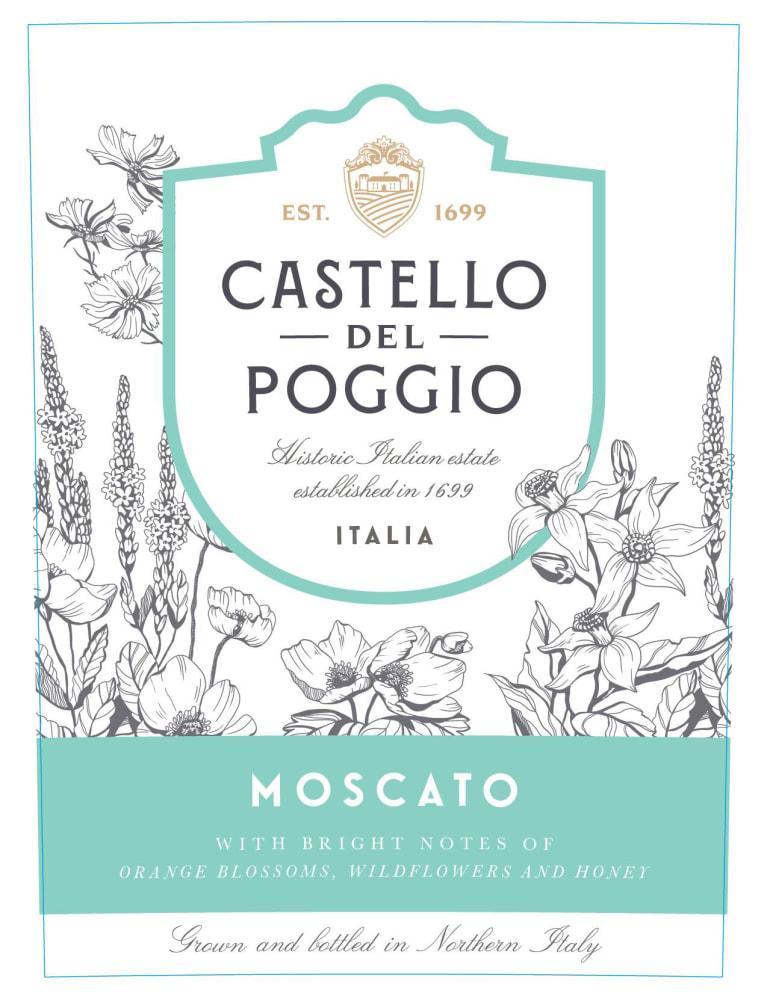 EST. 1699
CASTELLO
DEL
POGGIO
Historic Italian estate
established in 1699
ITALIA
MOSCATO
WITH BRIGHT NOTES OF
ORANGE BLOSSOMS, WILDFLOWERS AND HONEY
Grown and bottled in Northern Italy